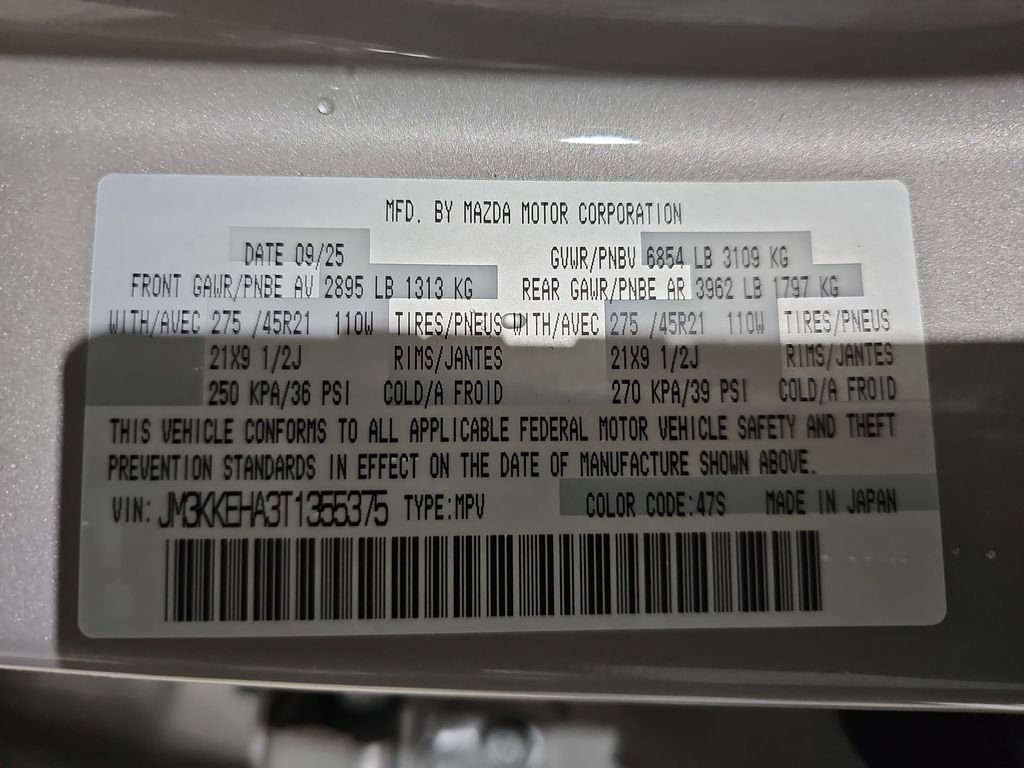 MFD. BY MAZDA MOTOR CORPORATION
DATE 09/25 GVWR/PNBV 6854 LB 3109 KG
FRONT GAWR/PNBE AV 2895 LB 1313 KG REAR GAWR/PNBE AR 3962 LB 1797 KG
WITH/AVEC 275 /45R21 110W TIRES/PNEUS WITH/AVEC 275 /45R21 110W TIRES/PNEUS
21X9 1/2J RIMS/JANTES 21X9 1/2J RIMS/JANTES
250 KPA/36 PSI COLD/A FROID 270 KPA/39 PSI COLD/A FROID
THIS VEHICLE CONFORMS TO ALL APPLICABLE FEDERAL MOTOR VEHICLE SAFETY AND THEFT
PREVENTION STANDARDS IN EFFECT ON THE DATE OF MANUFACTURE SHOWN ABOVE.
VIN: JM3KKEHA3T1355375 TYPE:MPV COLOR CODE:47S MADE IN JAPAN